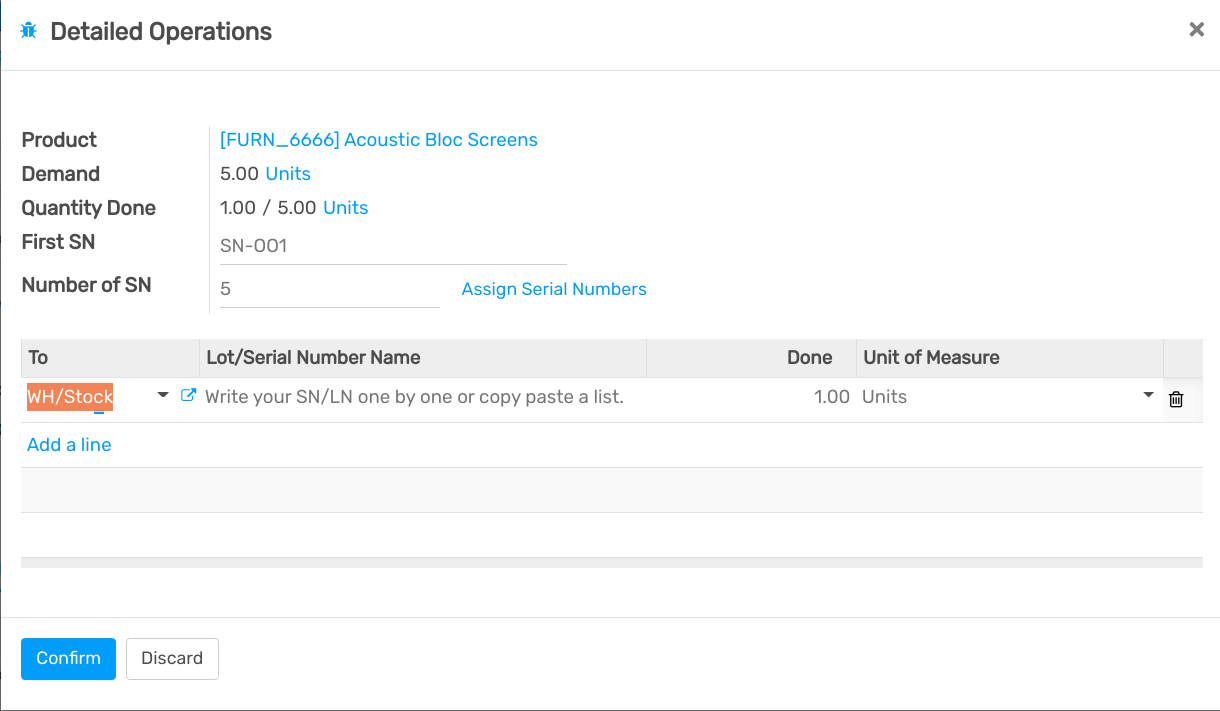 Detailed Operations
Product [FURN_6666] Acoustic Bloc Screens
Demand 5.00 Units
Quantity Done 1.00 / 5.00 Units
First SN SN-001
Number of SN 5 Assign Serial Numbers
To Lot/Serial Number Name Done Unit of Measure
WH/Stock Write your SN/LN one by one or copy paste a list. 1.00 Units
Add a line
Confirm Discard